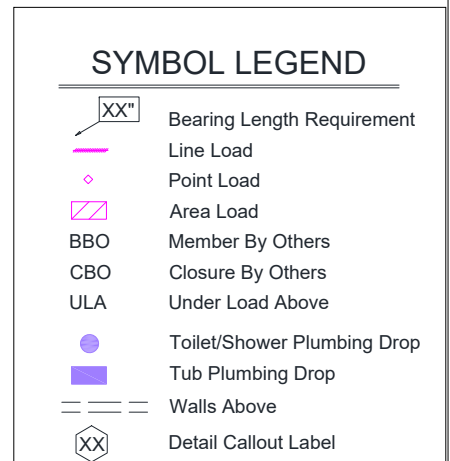 SYMBOL LEGEND
XX" Bearing Length Requirement
Line Load
Point Load
Area Load
BBO Member By Others
CBO Closure By Others
ULA Under Load Above
Toilet/Shower Plumbing Drop
Tub Plumbing Drop
Walls Above
XX Detail Callout Label